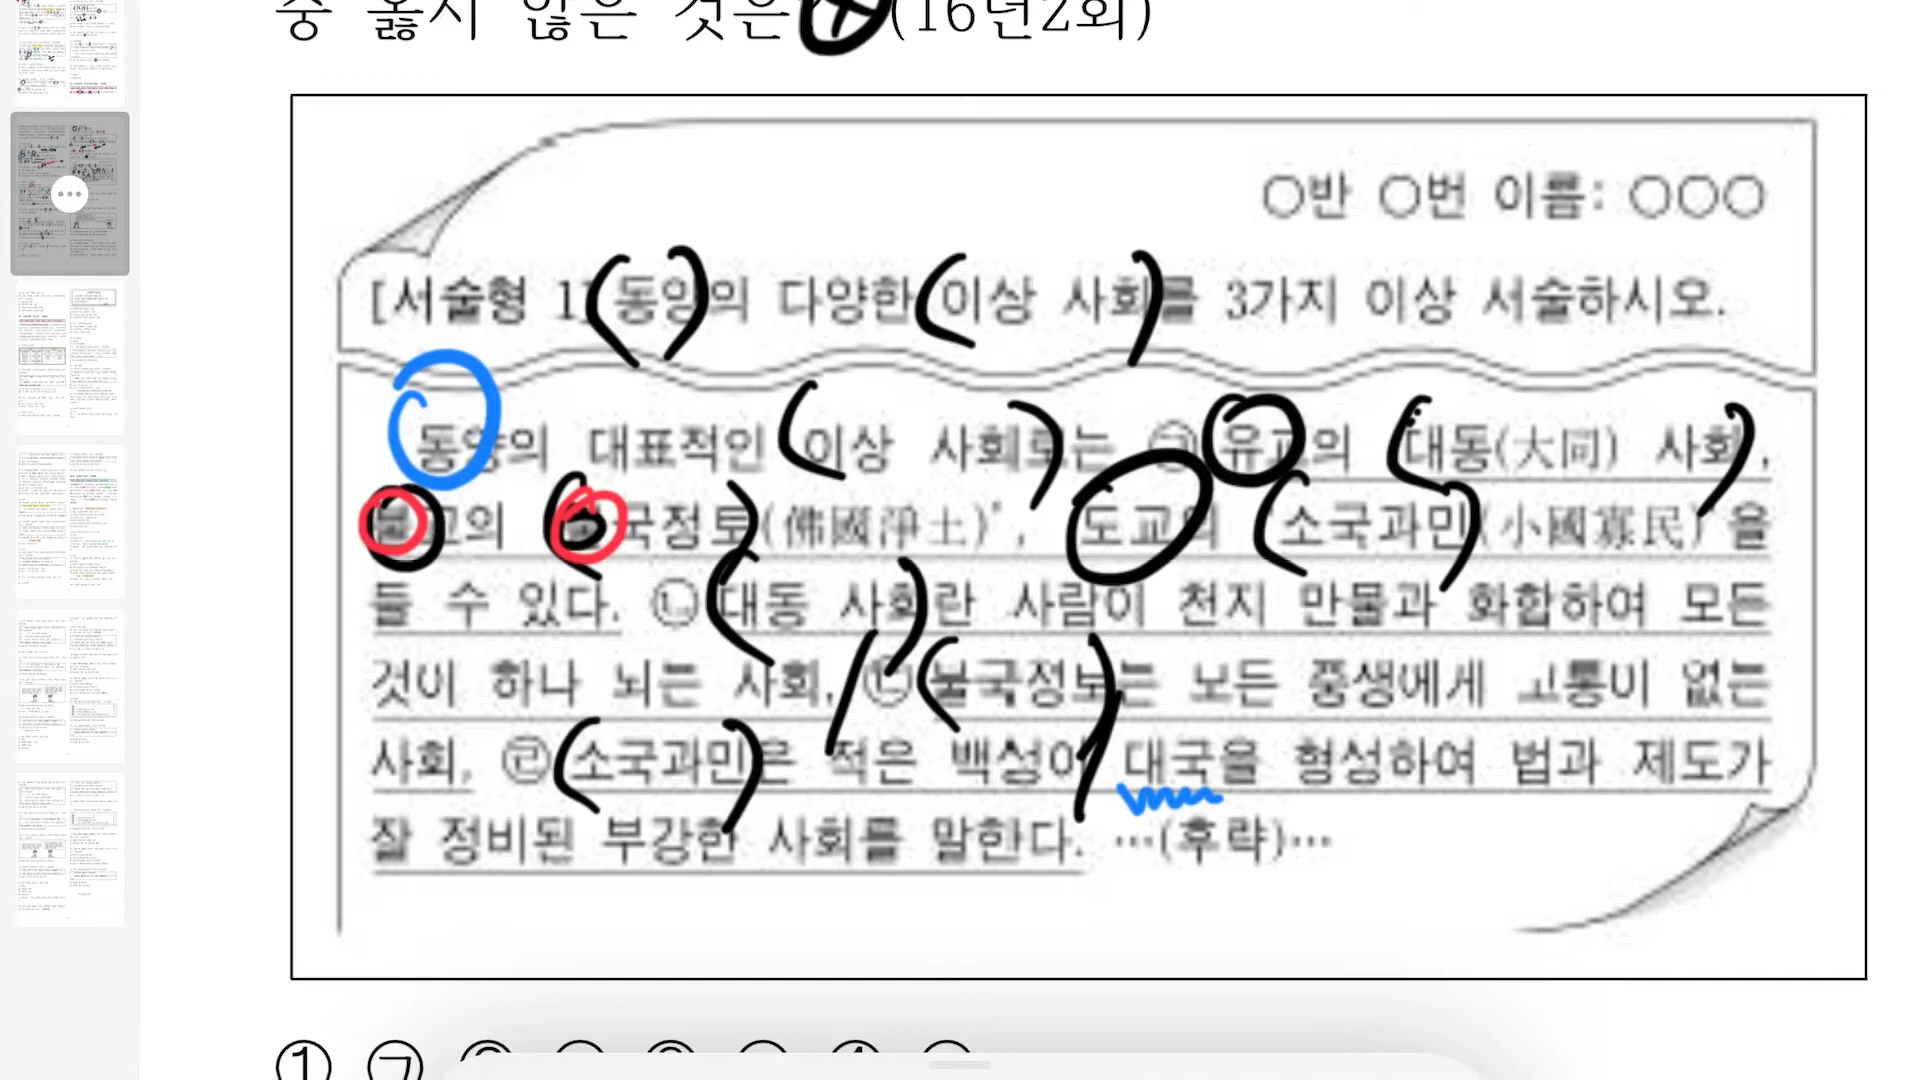 중 옳지 않은 것은? (16년2회)
○반 ○번 이름: ○○○
[서술형 1] 동양의 다양한 이상 사회를 3가지 이상 서술하시오.
동양의 대표적인 이상 사회로는 ㉠ 유교의 대동(大同) 사회,
불교의 국정토(佛國淨土), 도교의 소국과민(小國寡民)을
들 수 있다. ㉡ 대동 사회란 사람이 천지 만물과 화합하여 모든
것이 하나 되는 사회, 불국정토는 모든 중생에게 고통이 없는
사회, ㉣ 소국과민은 적은 백성이 대국을 형성하여 법과 제도가
잘 정비된 부강한 사회를 말한다. …(후략)…
① ㉠